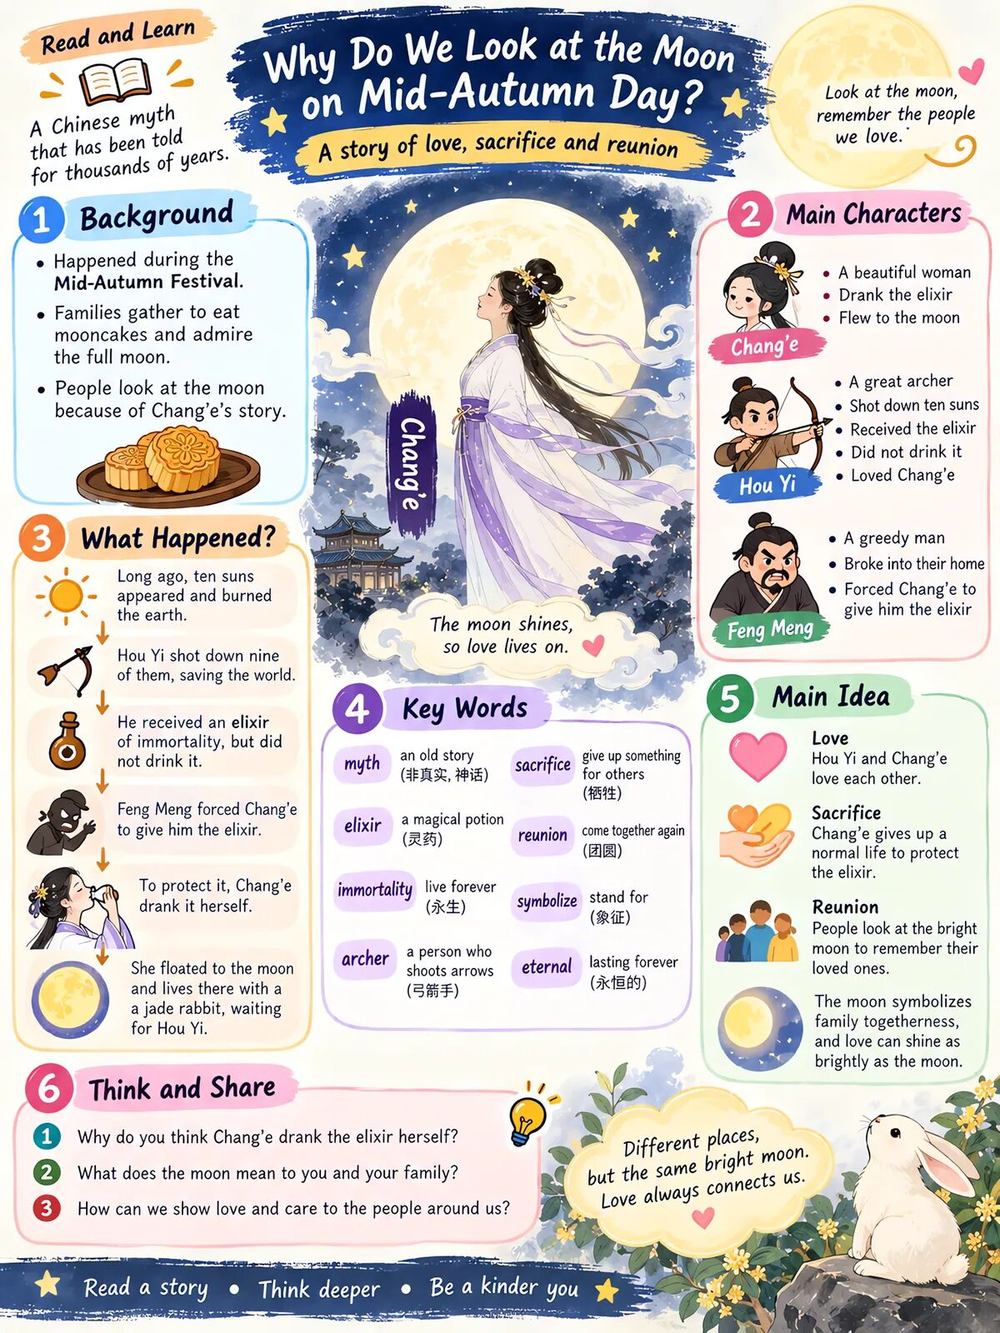 Read and Learn
A Chinese myth
that has been told
for thousands of years.
Why Do We Look at the Moon
on Mid-Autumn Day?
A story of love, sacrifice and reunion
Look at the moon,
remember the people
we love.
1 Background
• Happened during the
Mid-Autumn Festival.
• Families gather to eat
mooncakes and admire
the full moon.
• People look at the moon
because of Chang'e's story.
Chang'e
The moon shines,
so love lives on.
2 Main Characters
• A beautiful woman
• Drank the elixir
• Flew to the moon
Chang'e
• A great archer
• Shot down ten suns
• Received the elixir
• Did not drink it
• Loved Chang'e
Hou Yi
• A greedy man
• Broke into their home
• Forced Chang'e to
give him the elixir
Feng Meng
3 What Happened?
Long ago, ten suns
appeared and burned
the earth.
Hou Yi shot down nine
of them, saving the world.
He received an elixir
of immortality, but did
not drink it.
Feng Meng forced Chang'e
to give him the elixir.
To protect it, Chang'e
drank it herself.
She floated to the moon
and lives there with a
a jade rabbit, waiting
for Hou Yi.
4 Key Words
myth
an old story
(非真实, 神话)
elixir
a magical potion
(灵药)
immortality
live forever
(永生)
archer
a person who
shoots arrows
(弓箭手)
sacrifice
give up something
for others
(牺牲)
reunion
come together again
(团圆)
symbolize
stand for
(象征)
eternal
lasting forever
(永恒的)
5 Main Idea
Love
Hou Yi and Chang'e
love each other.
Sacrifice
Chang'e gives up a
normal life to protect
the elixir.
Reunion
People look at the bright
moon to remember their
loved ones.
The moon symbolizes
family togetherness,
and love can shine as
brightly as the moon.
6 Think and Share
1 Why do you think Chang'e drank the elixir herself?
2 What does the moon mean to you and your family?
3 How can we show love and care to the people around us?
Different places,
but the same bright moon.
Love always connects us.
Read a story • Think deeper • Be a kinder you